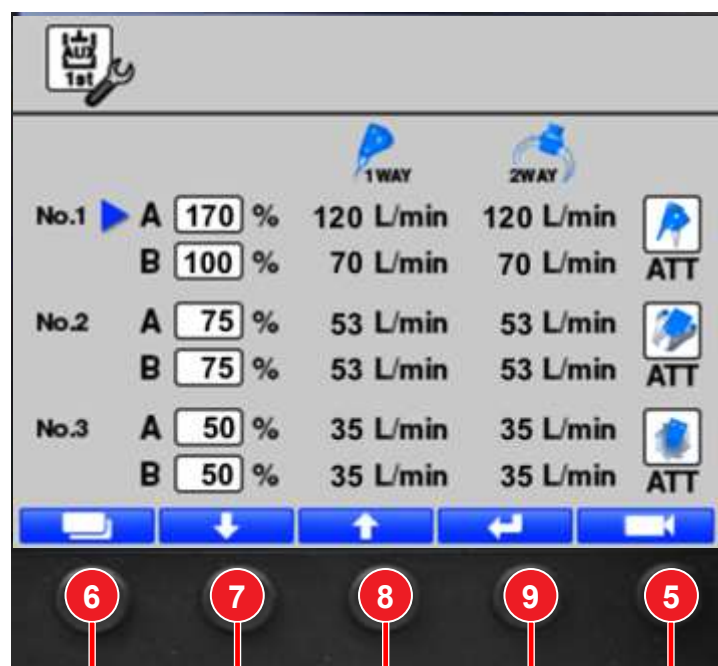 AUX
1st
1WAY 2WAY
No.1 A 170 % 120 L/min 120 L/min
B 100 % 70 L/min 70 L/min ATT
No.2 A 75 % 53 L/min 53 L/min
B 75 % 53 L/min 53 L/min ATT
No.3 A 50 % 35 L/min 35 L/min
B 50 % 35 L/min 35 L/min ATT
6 7 8 9 5